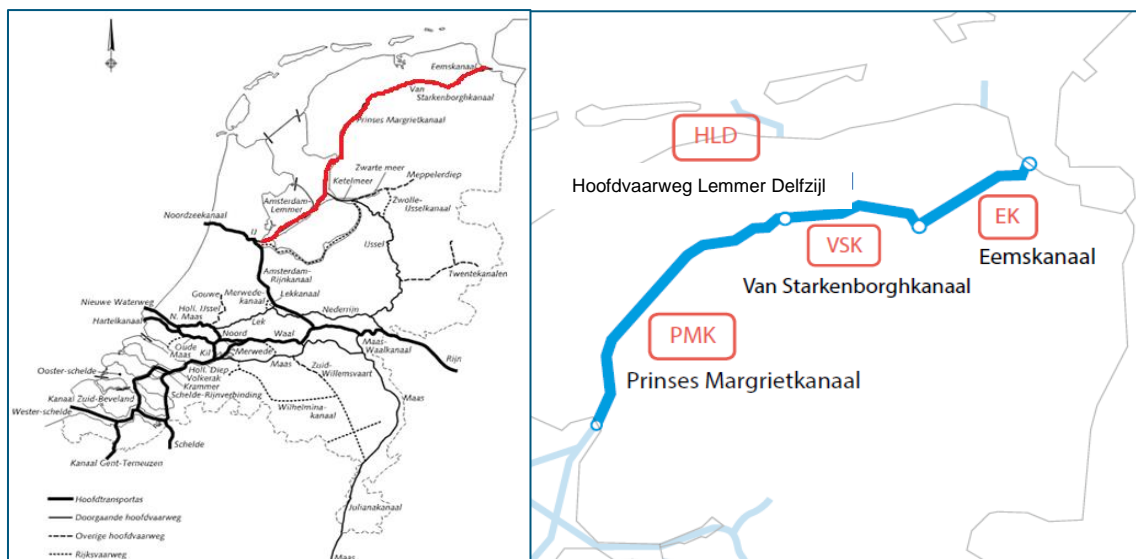 Eemskanaal
Van
Starkenborghkanaal
Prinses Margrietkanaal
Zwarte meer
Ketelmeer
Meppelerdiep
Amsterdam-
Lemmer
Zwolle-
IJsselkanaal
Noordzeekanaal
IJ
IJssel
Amsterdam-
Rijnkanaal
Twentekanalen
Nieuwe Waterweg
Gouwe
Merwede-
kanaal
Lekkanaal
Hartelkanaal
Holl. IJssel
N. Maas
Lek
Nederrijn
Noord
Waal
Oude
Maas
Kil
Merwede
Maas-
Waalkanaal
Rijn
Maas
Zuid-
Willemsvaart
Ooster-schelde
Holl. Diep
Volkerak
Krammer
Schelde-Rijnverbinding
Kanaal Zuid-Beveland
Maas
Wester-schelde
Wilhelmina-
kanaal
Schelde
Kanaal Gent-Terneuzen
Julianakanaal
Maas
Hoofdtransportas
Doorgaande hoofdvaarweg
Overige hoofdvaarweg
Rijksvaarweg
HLD
Hoofdvaarweg Lemmer Delfzijl
EK
VSK
Eemskanaal
Van Starkenborghkanaal
PMK
Prinses Margrietkanaal